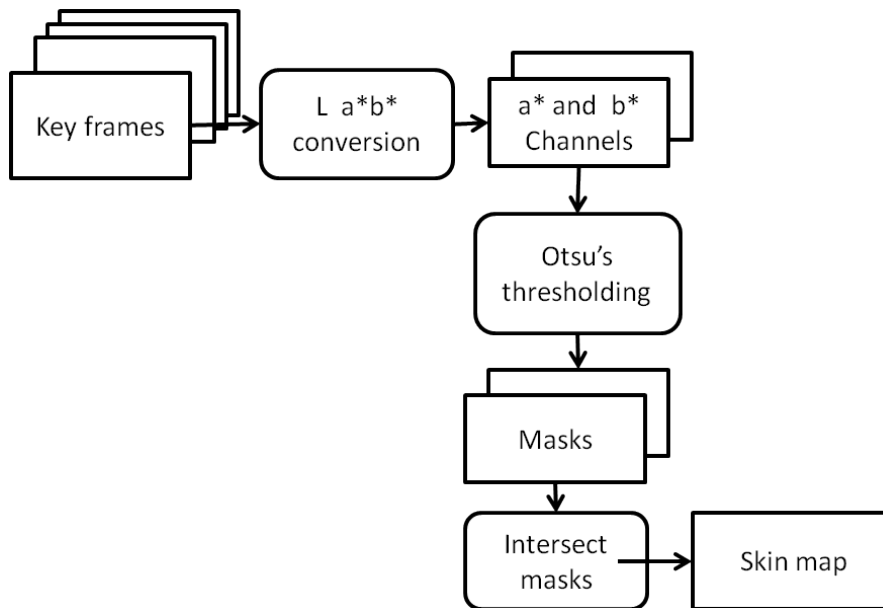 Key frames
L a*b*
conversion
a* and b*
Channels
Otsu's
thresholding
Masks
Intersect
masks
Skin map